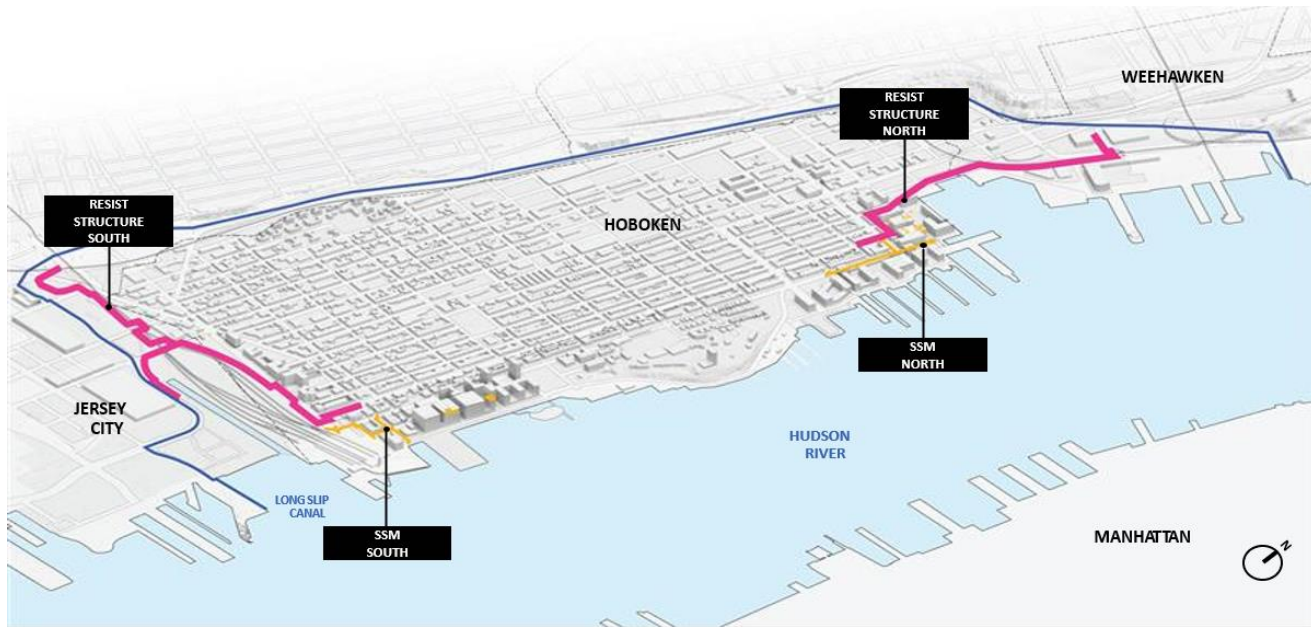 WEEHAWKEN
RESIST
STRUCTURE
NORTH
RESIST
STRUCTURE
SOUTH
HOBOKEN
SSM
NORTH
JERSEY
CITY
HUDSON
RIVER
LONG SLIP
CANAL
SSM
SOUTH
MANHATTAN
N